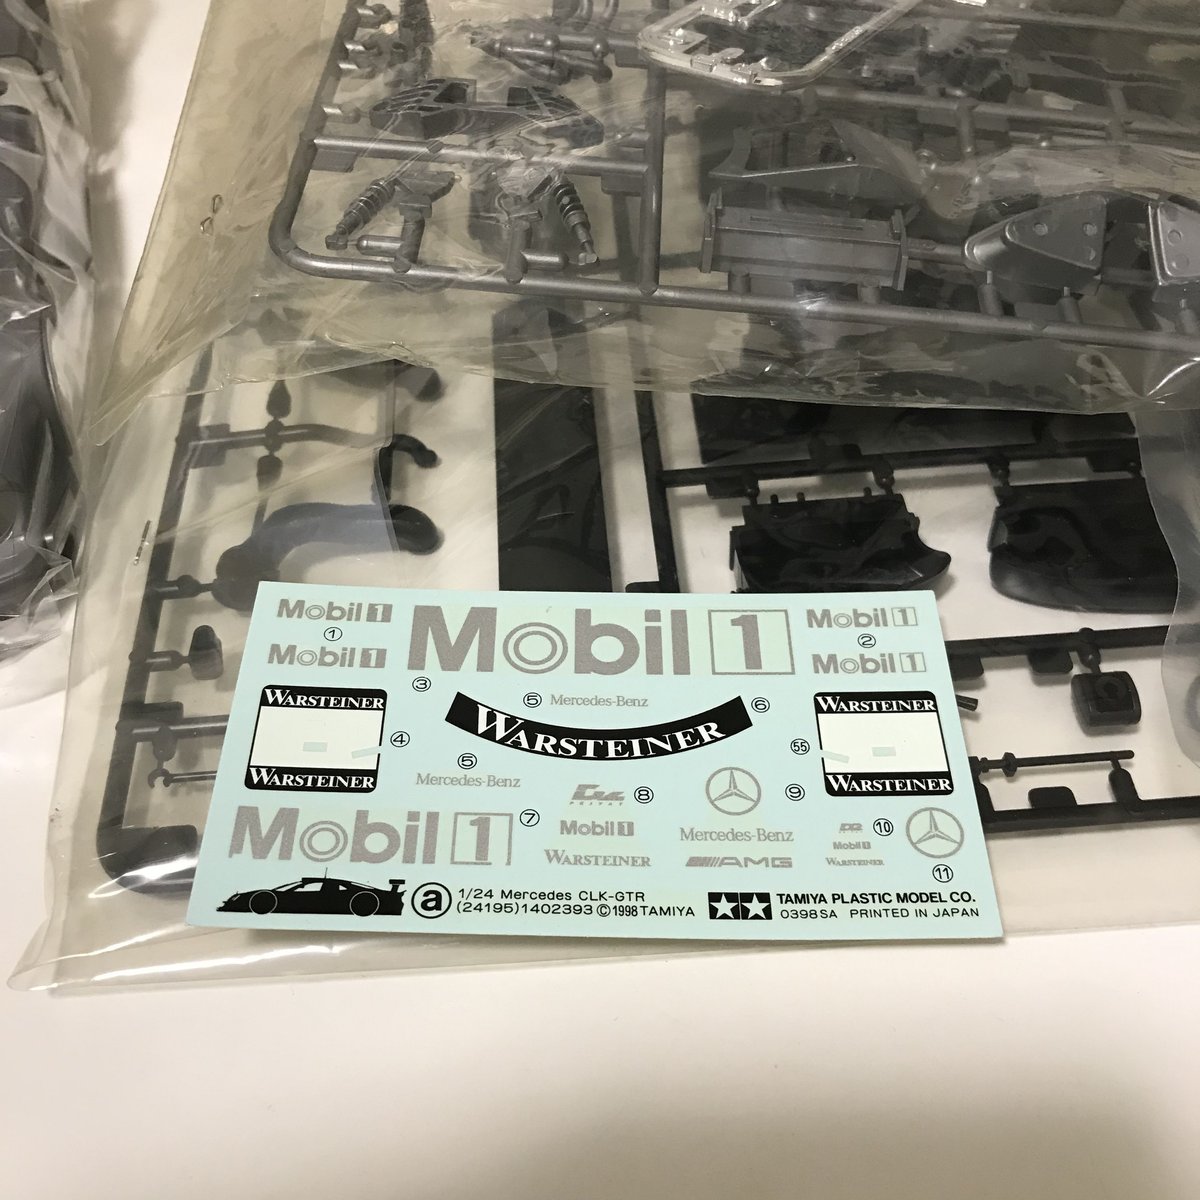 Mobil 1
①
Mobil 1
Mobil 1
③
Mobil 1
②
Mobil 1
WARSTEINER
WARSTEINER
④
⑤ Mercedes-Benz
WARSTEINER
⑥
⑤
Mercedes-Benz
55
WARSTEINER
WARSTEINER
⑧
⑨
Mobil 1
⑦
Mobil 1
WARSTEINER
Mercedes-Benz
AMG
⑩
Mobil 1
WARSTEINER
⑪
ⓐ
1/24 Mercedes CLK-GTR
(24195)1402393 ©1998 TAMIYA
TAMIYA PLASTIC MODEL CO.
0398SA PRINTED IN JAPAN